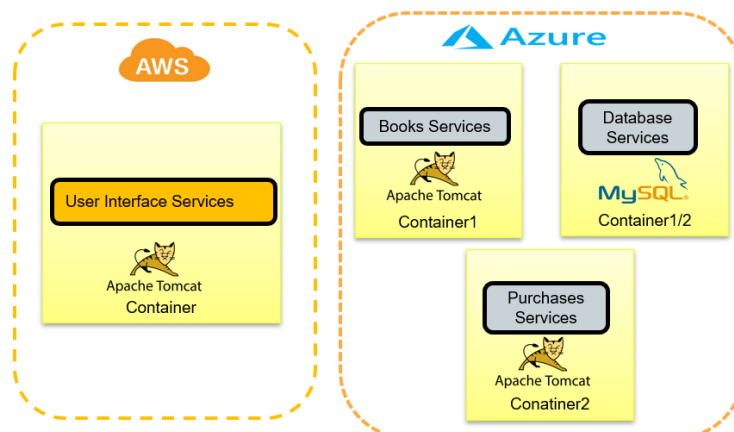 AWS
User Interface Services
Apache Tomcat
Container
Azure
Books Services
Apache Tomcat
Container1
Database
Services
MySQL®
Container1/2
Purchases
Services
Apache Tomcat
Conatiner2